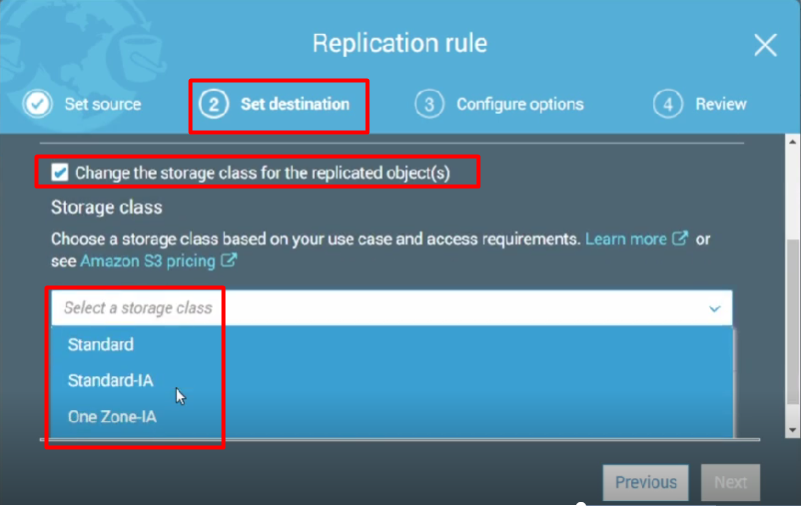 Replication rule
Set source
2 Set destination
3 Configure options
4 Review
Change the storage class for the replicated object(s)
Storage class
Choose a storage class based on your use case and access requirements. Learn more or
see Amazon S3 pricing
Select a storage class
Standard
Standard-IA
One Zone-IA
Previous
Next